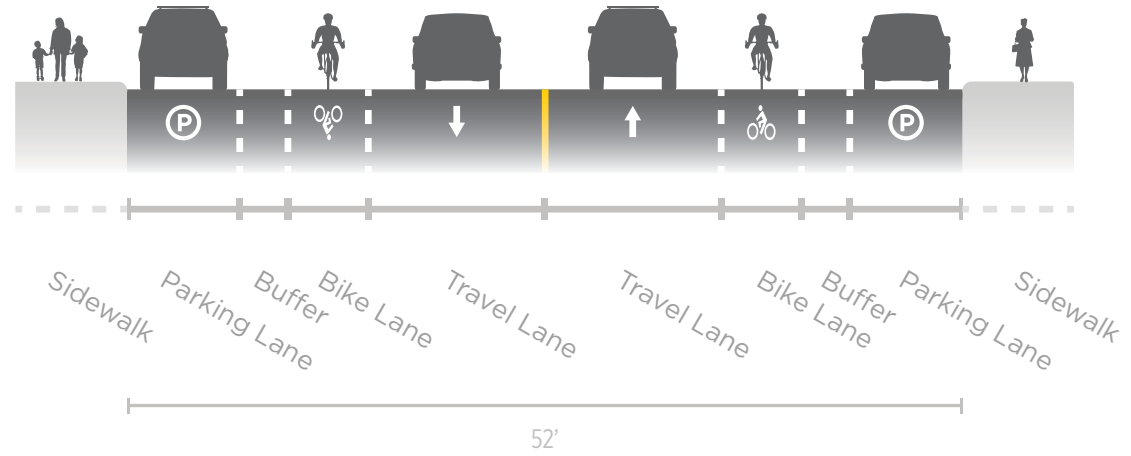 P
P
Sidewalk
Parking Lane
Buffer
Bike Lane
Travel Lane
Travel Lane
Bike Lane
Buffer
Parking Lane
Sidewalk
52’